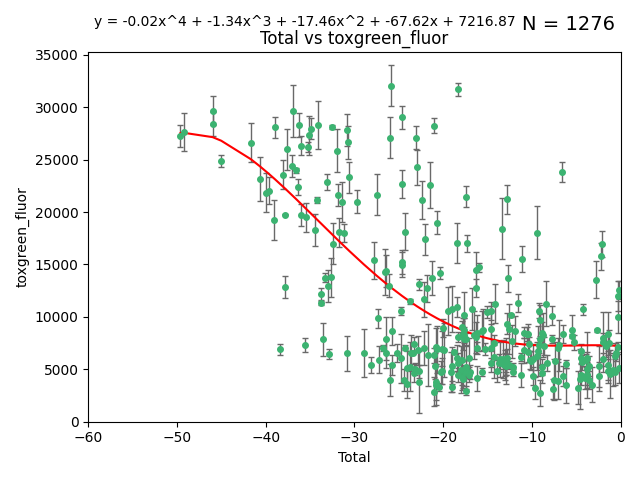 y = -0.02x^4 + -1.34x^3 + -17.46x^2 + -67.62x + 7216.87 N = 1276
Total vs toxgreen_fluor
35000
30000
25000
20000
15000
10000
5000
0
toxgreen_fluor
−60 −50 −40 −30 −20 −10 0
Total